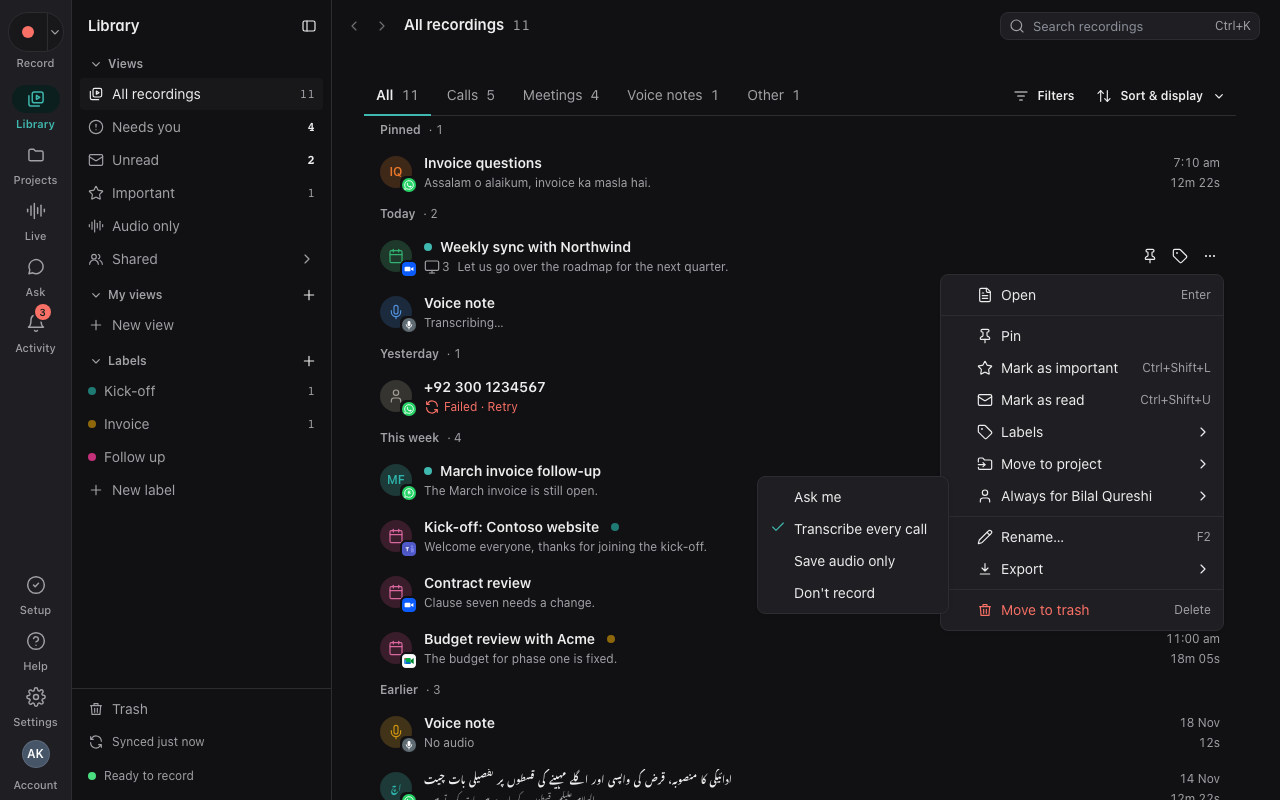 Record
Library
Projects
Live
Ask
3
Activity
Setup
Help
Settings
AK
Account
Library
Views
All recordings 11
Needs you 4
Unread 2
Important 1
Audio only
Shared
My views
New view
Labels
Kick-off 1
Invoice 1
Follow up
New label
Trash
Synced just now
Ready to record
All recordings 11
Search recordings Ctrl+K
All 11 Calls 5 Meetings 4 Voice notes 1 Other 1
Filters Sort & display
Pinned · 1
IQ Invoice questions 7:10 am
Assalam o alaikum, invoice ka masla hai. 12m 22s
Today · 2
Weekly sync with Northwind
3 Let us go over the roadmap for the next quarter.
Voice note
Transcribing...
Yesterday · 1
+92 300 1234567
Failed · Retry
This week · 4
MF March invoice follow-up
The March invoice is still open.
Kick-off: Contoso website
Welcome everyone, thanks for joining the kick-off.
Contract review
Clause seven needs a change.
Budget review with Acme 11:00 am
The budget for phase one is fixed. 18m 05s
Earlier · 3
Voice note 18 Nov
No audio 12s
اچ ادائیگی کا منصوبہ، قرض کی واپسی اور اگلے مہینے کی قسطوں پر تفصیلی بات چیت 14 Nov
12m 22s
Open Enter
Pin
Mark as important Ctrl+Shift+L
Mark as read Ctrl+Shift+U
Labels
Move to project
Always for Bilal Qureshi
Rename... F2
Export
Move to trash Delete
Ask me
Transcribe every call
Save audio only
Don't record